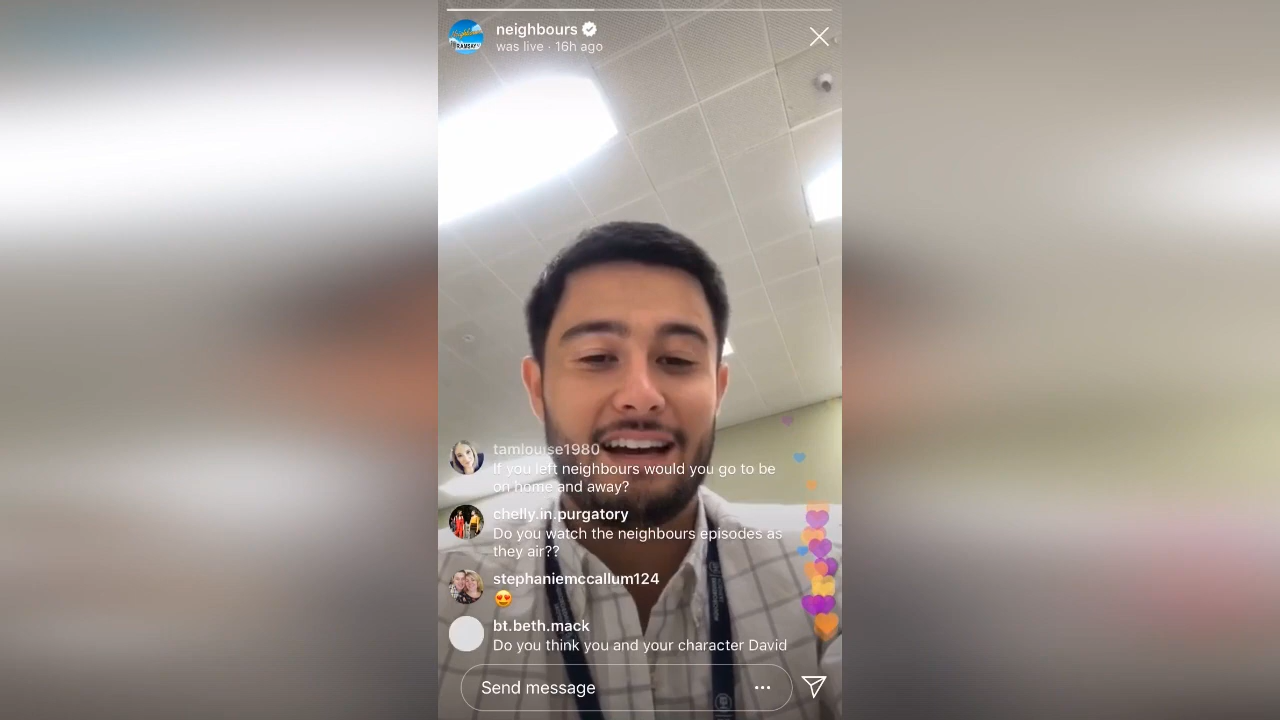 neighbours
was live · 16h ago
RAMSAY
tamlouise1980
If you left neighbours would you go to be
on home and away?
chelly.in.purgatory
Do you watch the neighbours episodes as
they air??
stephaniemccallum124
😍
bt.beth.mack
Do you think you and your character David
Send message